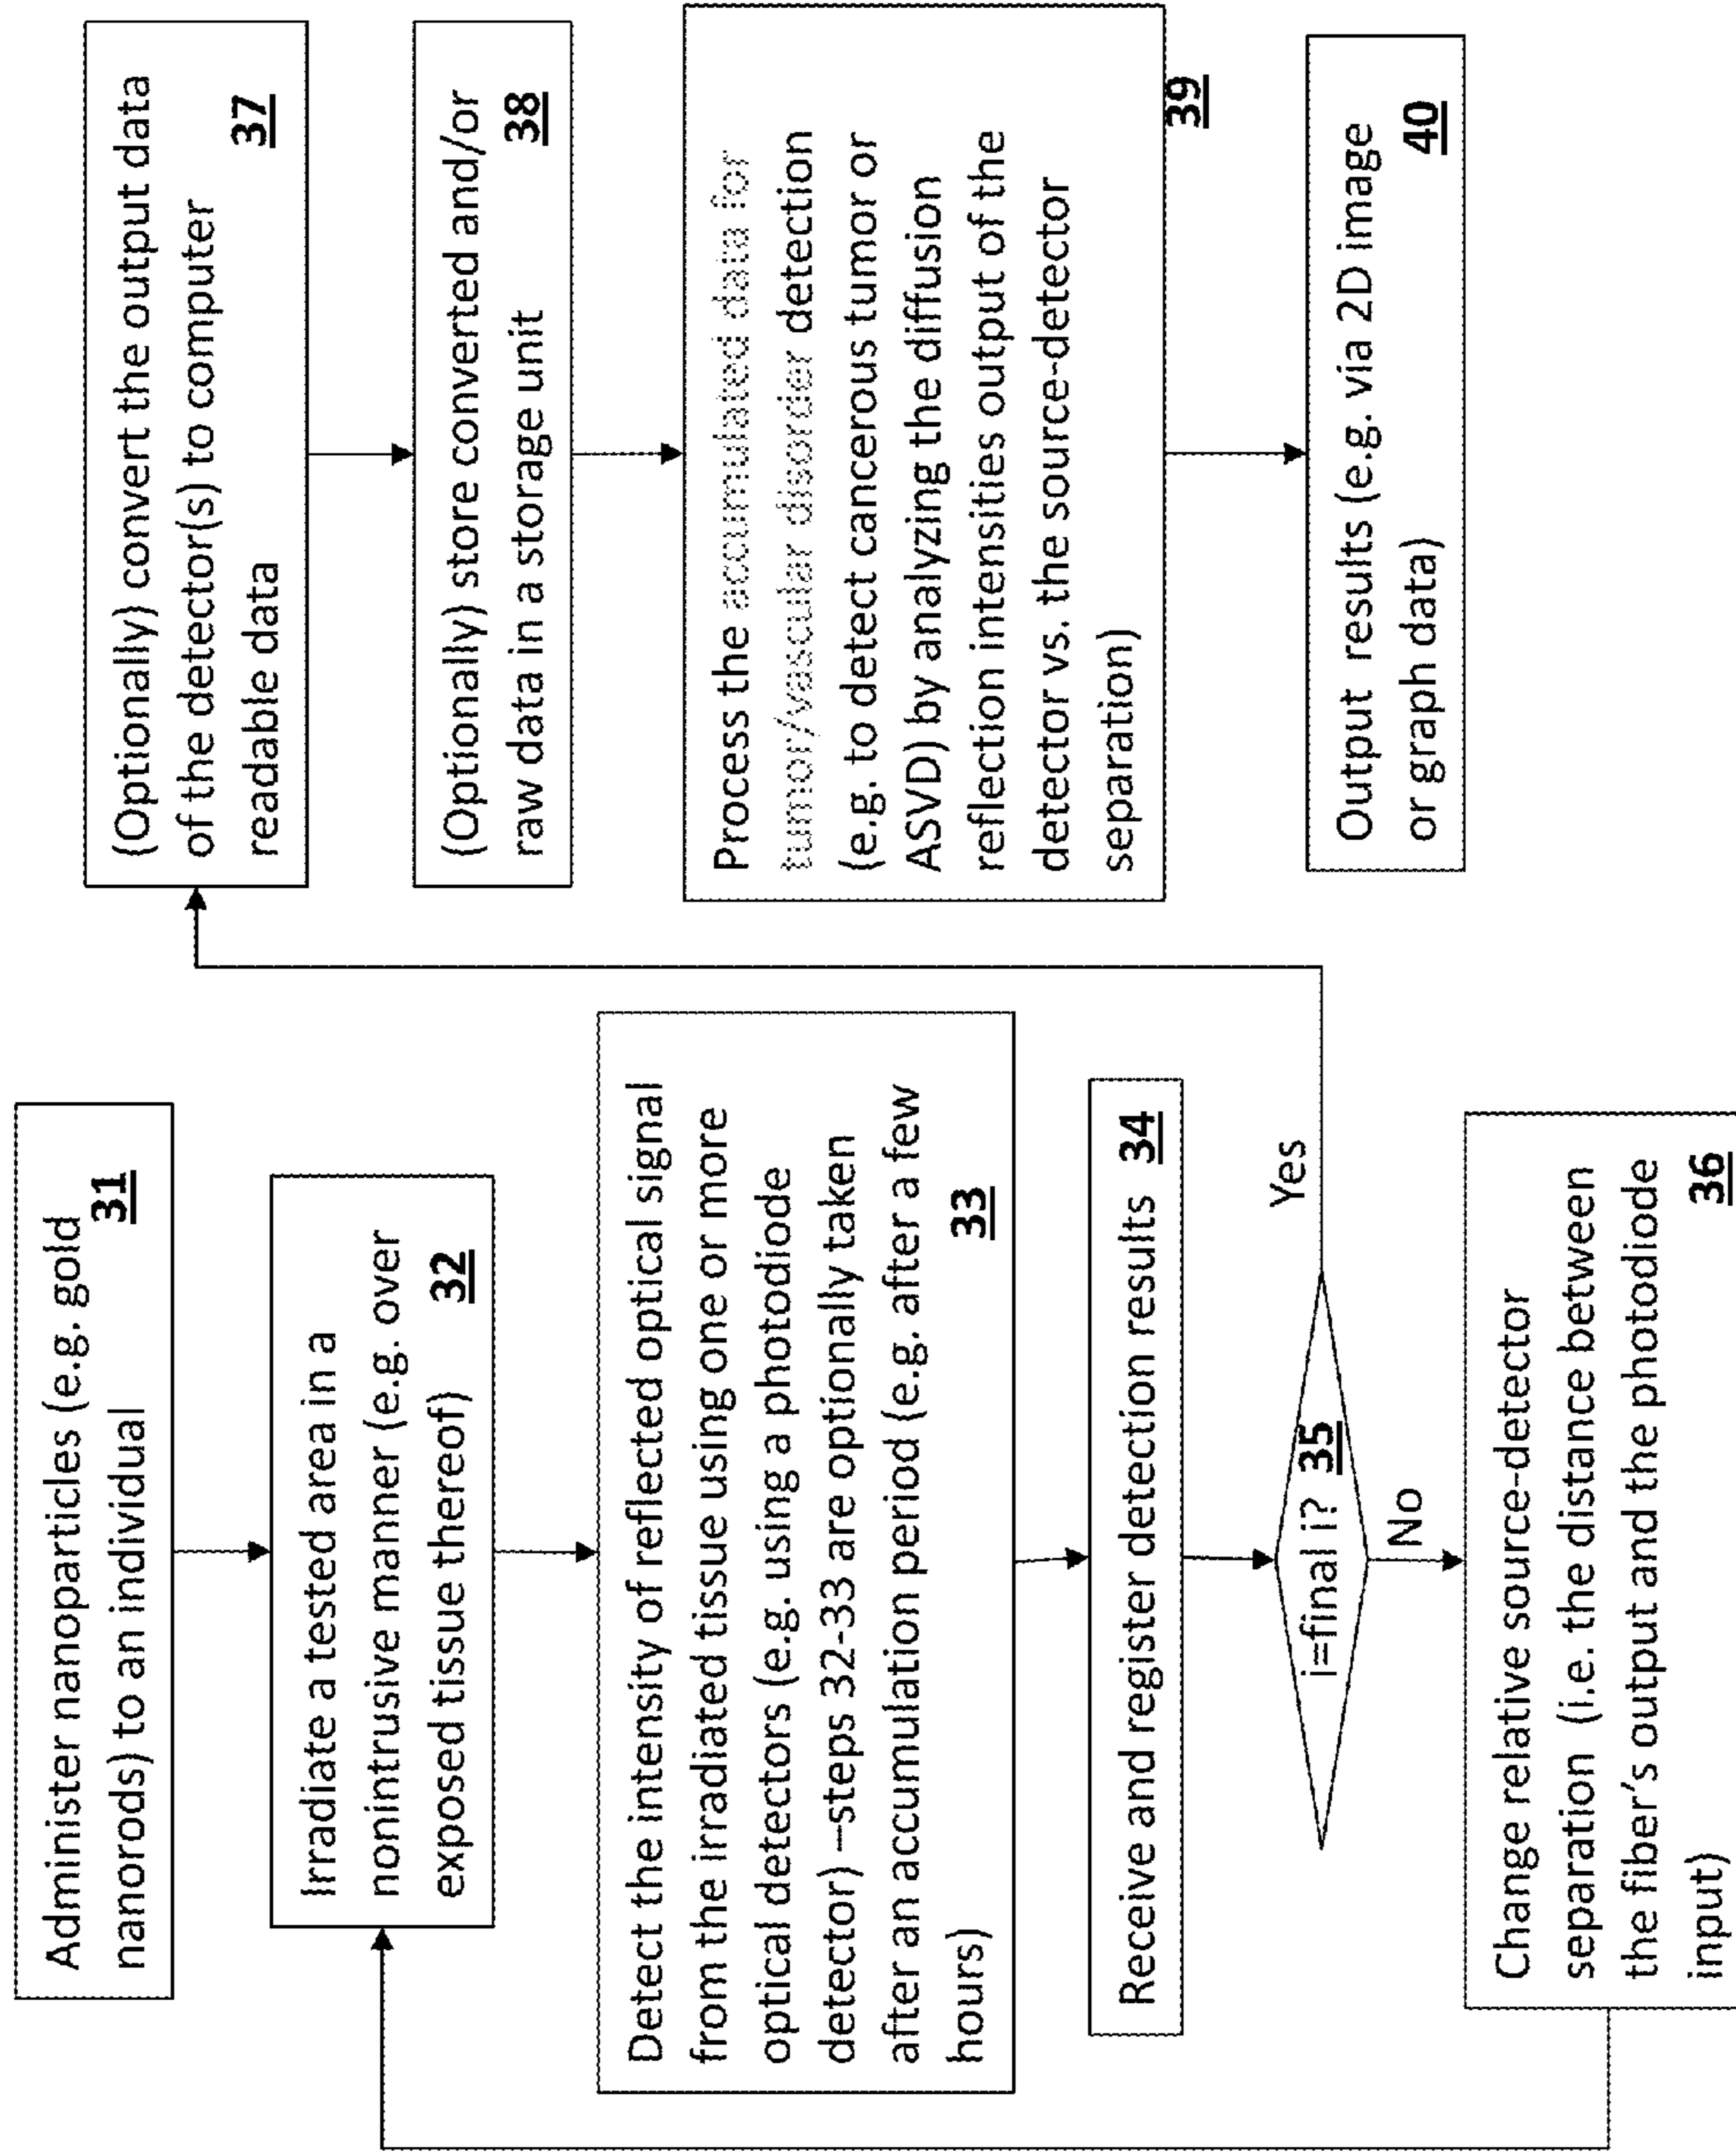 Administer nanoparticles (e.g. gold
nanorods) to an individual
31
Irradiate a tested area in a
nonintrusive manner (e.g. over
exposed tissue thereof)
32
Detect the intensity of reflected optical signal
from the irradiated tissue using one or more
optical detectors (e.g. using a photodiode
detector) –steps 32-33 are optionally taken
after an accumulation period (e.g. after a few
hours)
33
Receive and register detection results 34
i=final i? 35
Yes
No
Change relative source-detector
separation (i.e. the distance between
the fiber's output and the photodiode
input)
36
(Optionally) convert the output data
of the detector(s) to computer
readable data
37
(Optionally) store converted and/or
raw data in a storage unit
38
Process the accumulated data for
tumor/vascular disorder detection
(e.g. to detect cancerous tumor or
ASVD) by analyzing the diffusion
reflection intensities output of the
detector vs. the source-detector
separation)
39
Output results (e.g. via 2D image
or graph data)
40